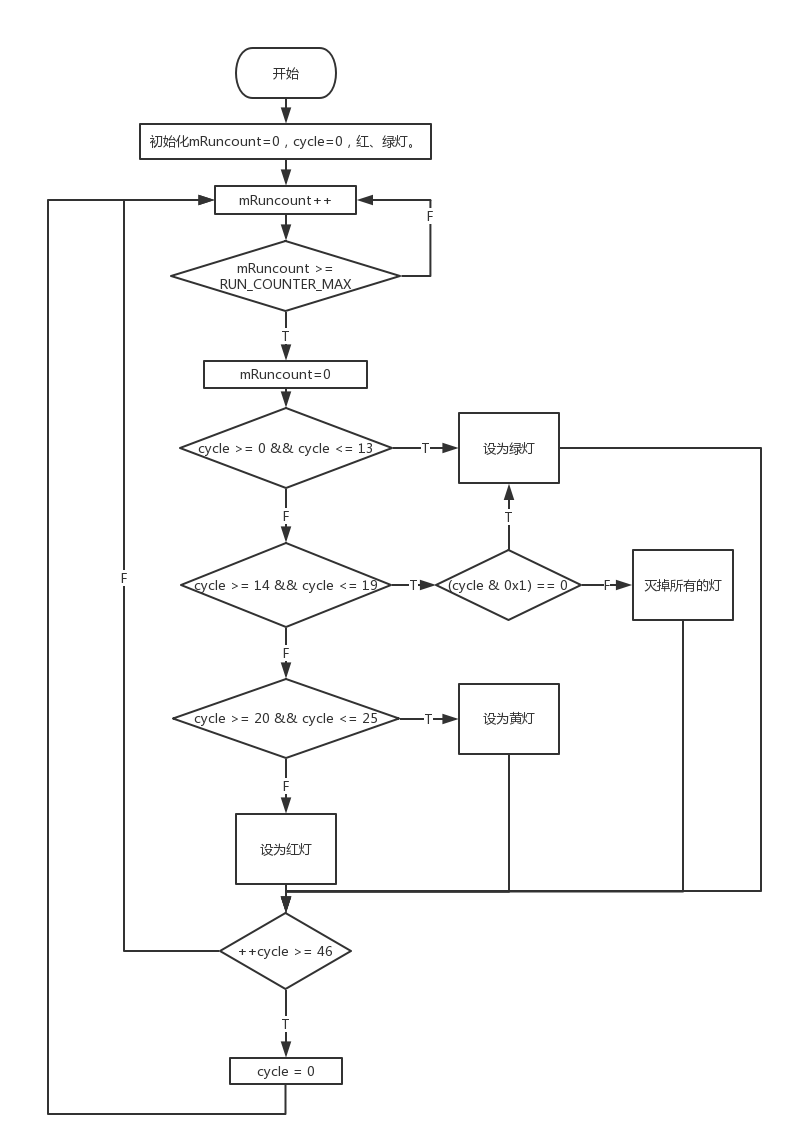 开始
初始化mRuncount=0，cycle=0，红、绿灯。
mRuncount++
F
mRuncount >=
RUN_COUNTER_MAX
T
mRuncount=0
cycle >= 0 && cycle <= 13
T
设为绿灯
F
T
cycle >= 14 && cycle <= 19
T
(cycle & 0x1) == 0
F
灭掉所有的灯
F
F
cycle >= 20 && cycle <= 25
T
设为黄灯
F
设为红灯
++cycle >= 46
T
cycle = 0